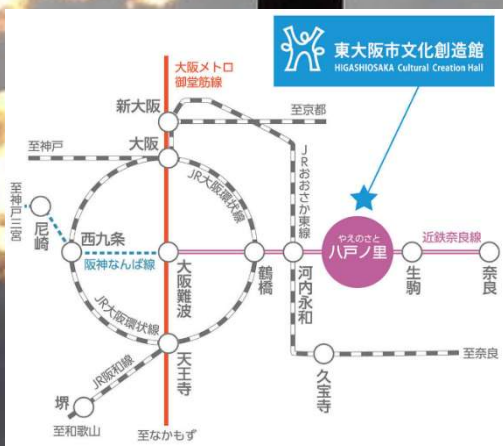 東大阪市文化創造館
HIGASHIOSAKA Cultural Creation Hall
大阪メトロ
御堂筋線
新大阪
至京都
大阪
至神戸
JR大阪環状線
JRおおさか東線
至神戸三宮
尼崎
西九条
阪神なんば線
大阪難波
鶴橋
河内永和
やえのさと
八戸ノ里
近鉄奈良線
生駒
奈良
JR大阪環状線
天王寺
久宝寺
至奈良
JR阪和線
堺
至和歌山
至なかもず